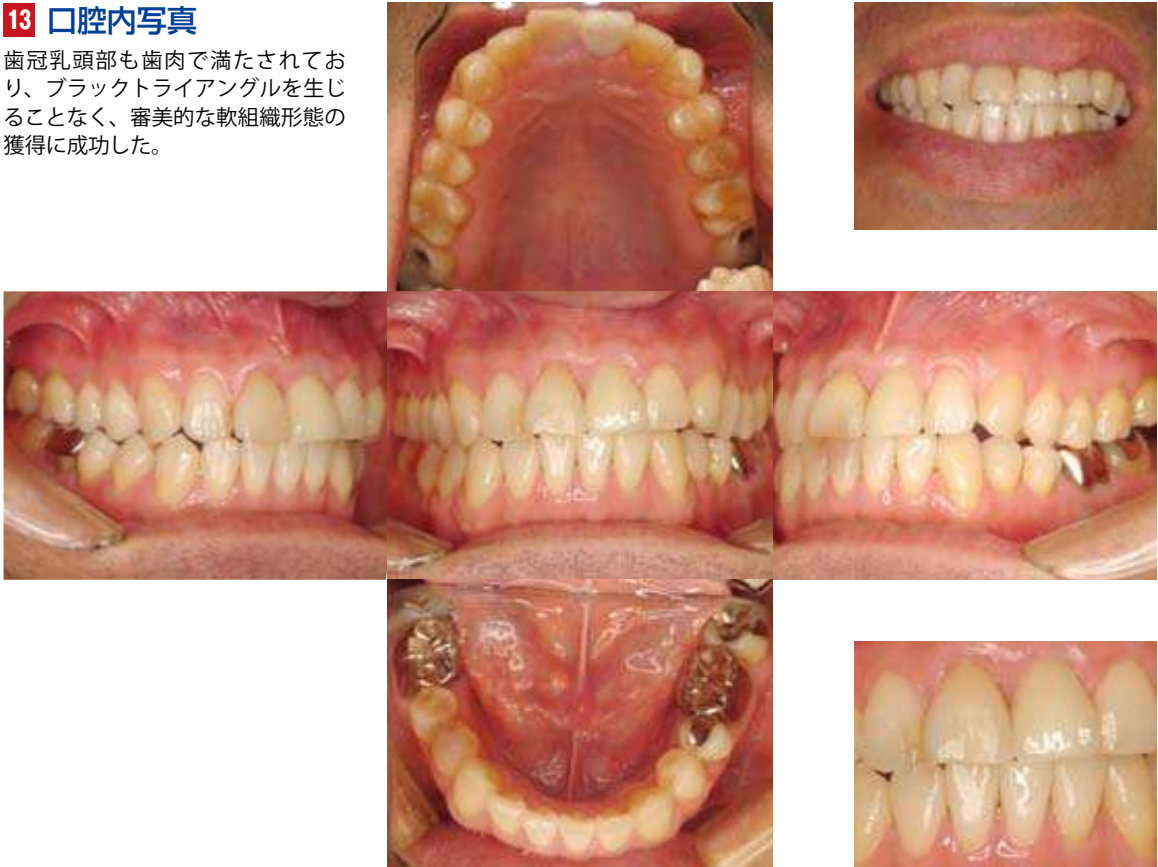 13 口腔内写真
歯冠乳頭部も歯肉で満たされてお
り、ブラックトライアングルを生じ
ることなく、審美的な軟組織形態の
獲得に成功した。